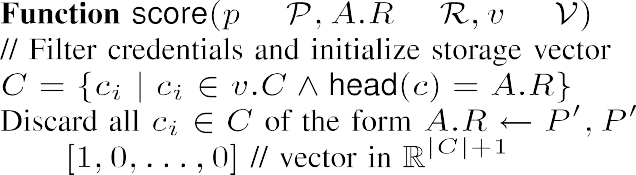 Function score(p 𝒫, A.R ℛ, v 𝒱)
// Filter credentials and initialize storage vector
C = {cᵢ | cᵢ ∈ v.C ∧ head(c) = A.R}
Discard all cᵢ ∈ C of the form A.R ← P′, P′
[1, 0, . . . , 0] // vector in ℝ|C|+1